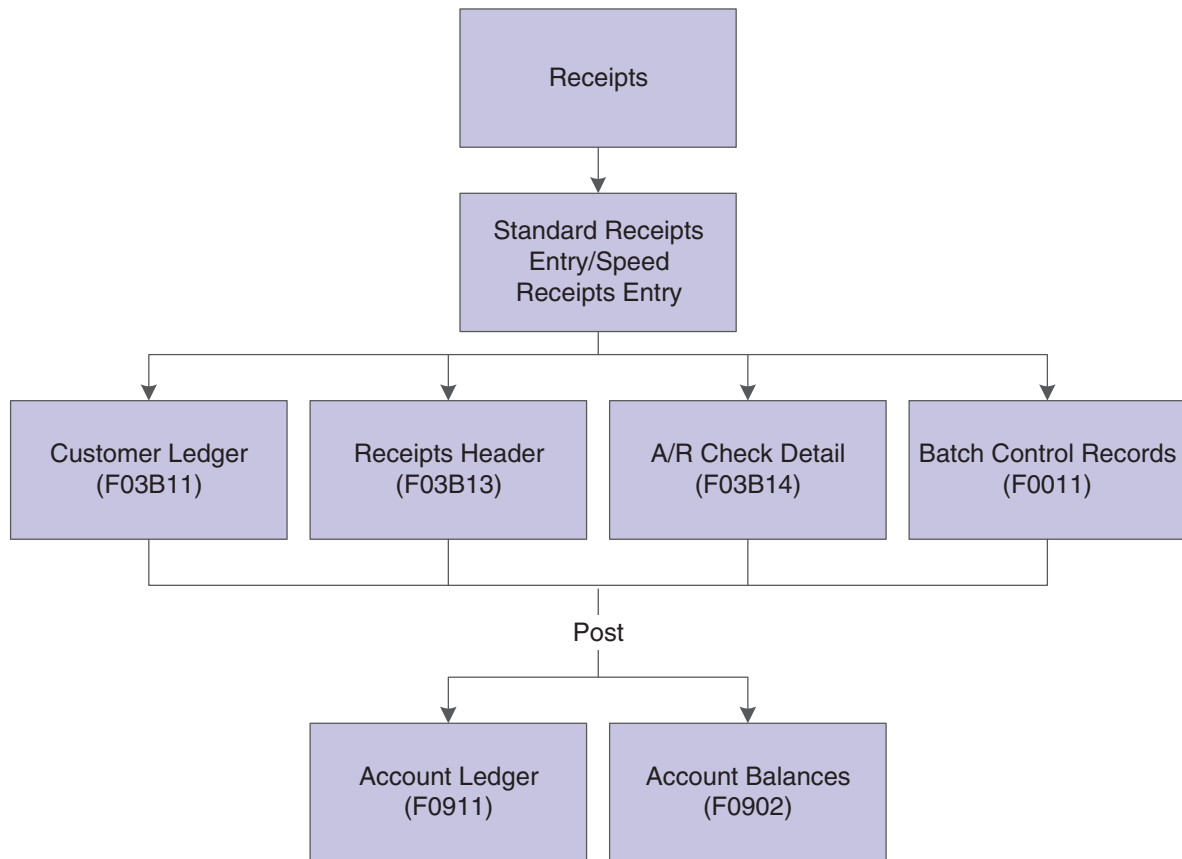 Receipts
Standard Receipts
Entry/Speed
Receipts Entry
Customer Ledger
(F03B11)
Receipts Header
(F03B13)
A/R Check Detail
(F03B14)
Batch Control Records
(F0011)
Post
Account Ledger
(F0911)
Account Balances
(F0902)